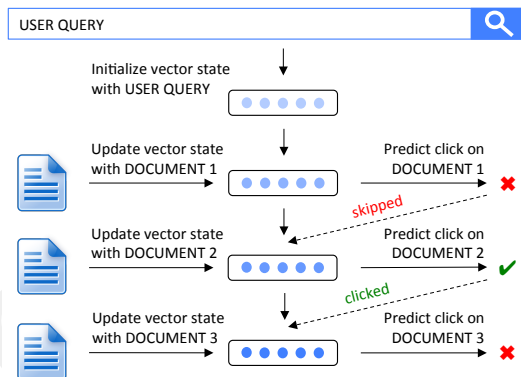 USER QUERY
Initialize vector state
with USER QUERY
Update vector state
with DOCUMENT 1
Predict click on
DOCUMENT 1
skipped
Update vector state
with DOCUMENT 2
Predict click on
DOCUMENT 2
clicked
Update vector state
with DOCUMENT 3
Predict click on
DOCUMENT 3